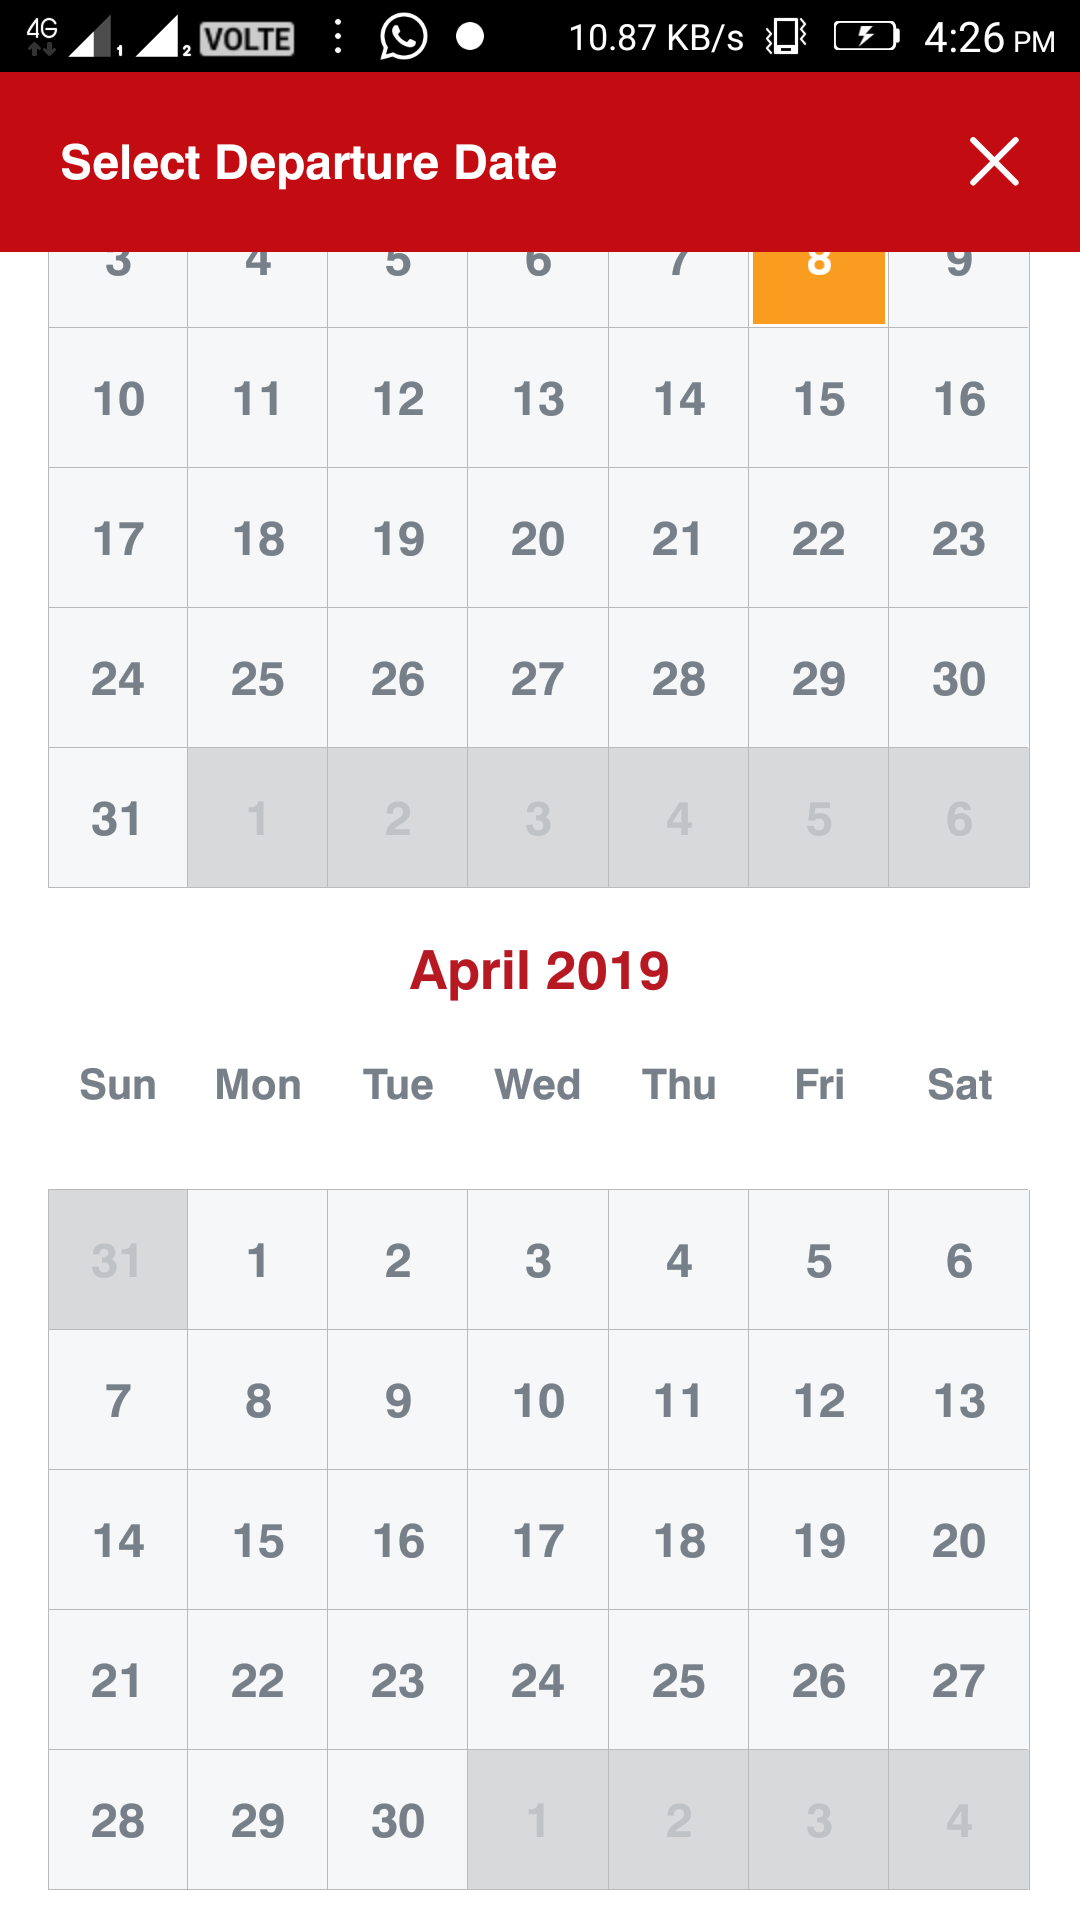 4G 1 2 VOLTE 10.87 KB/s 4:26 PM
Select Departure Date
3 4 5 6 7 8 9
10 11 12 13 14 15 16
17 18 19 20 21 22 23
24 25 26 27 28 29 30
31 1 2 3 4 5 6
April 2019
Sun Mon Tue Wed Thu Fri Sat
31 1 2 3 4 5 6
7 8 9 10 11 12 13
14 15 16 17 18 19 20
21 22 23 24 25 26 27
28 29 30 1 2 3 4